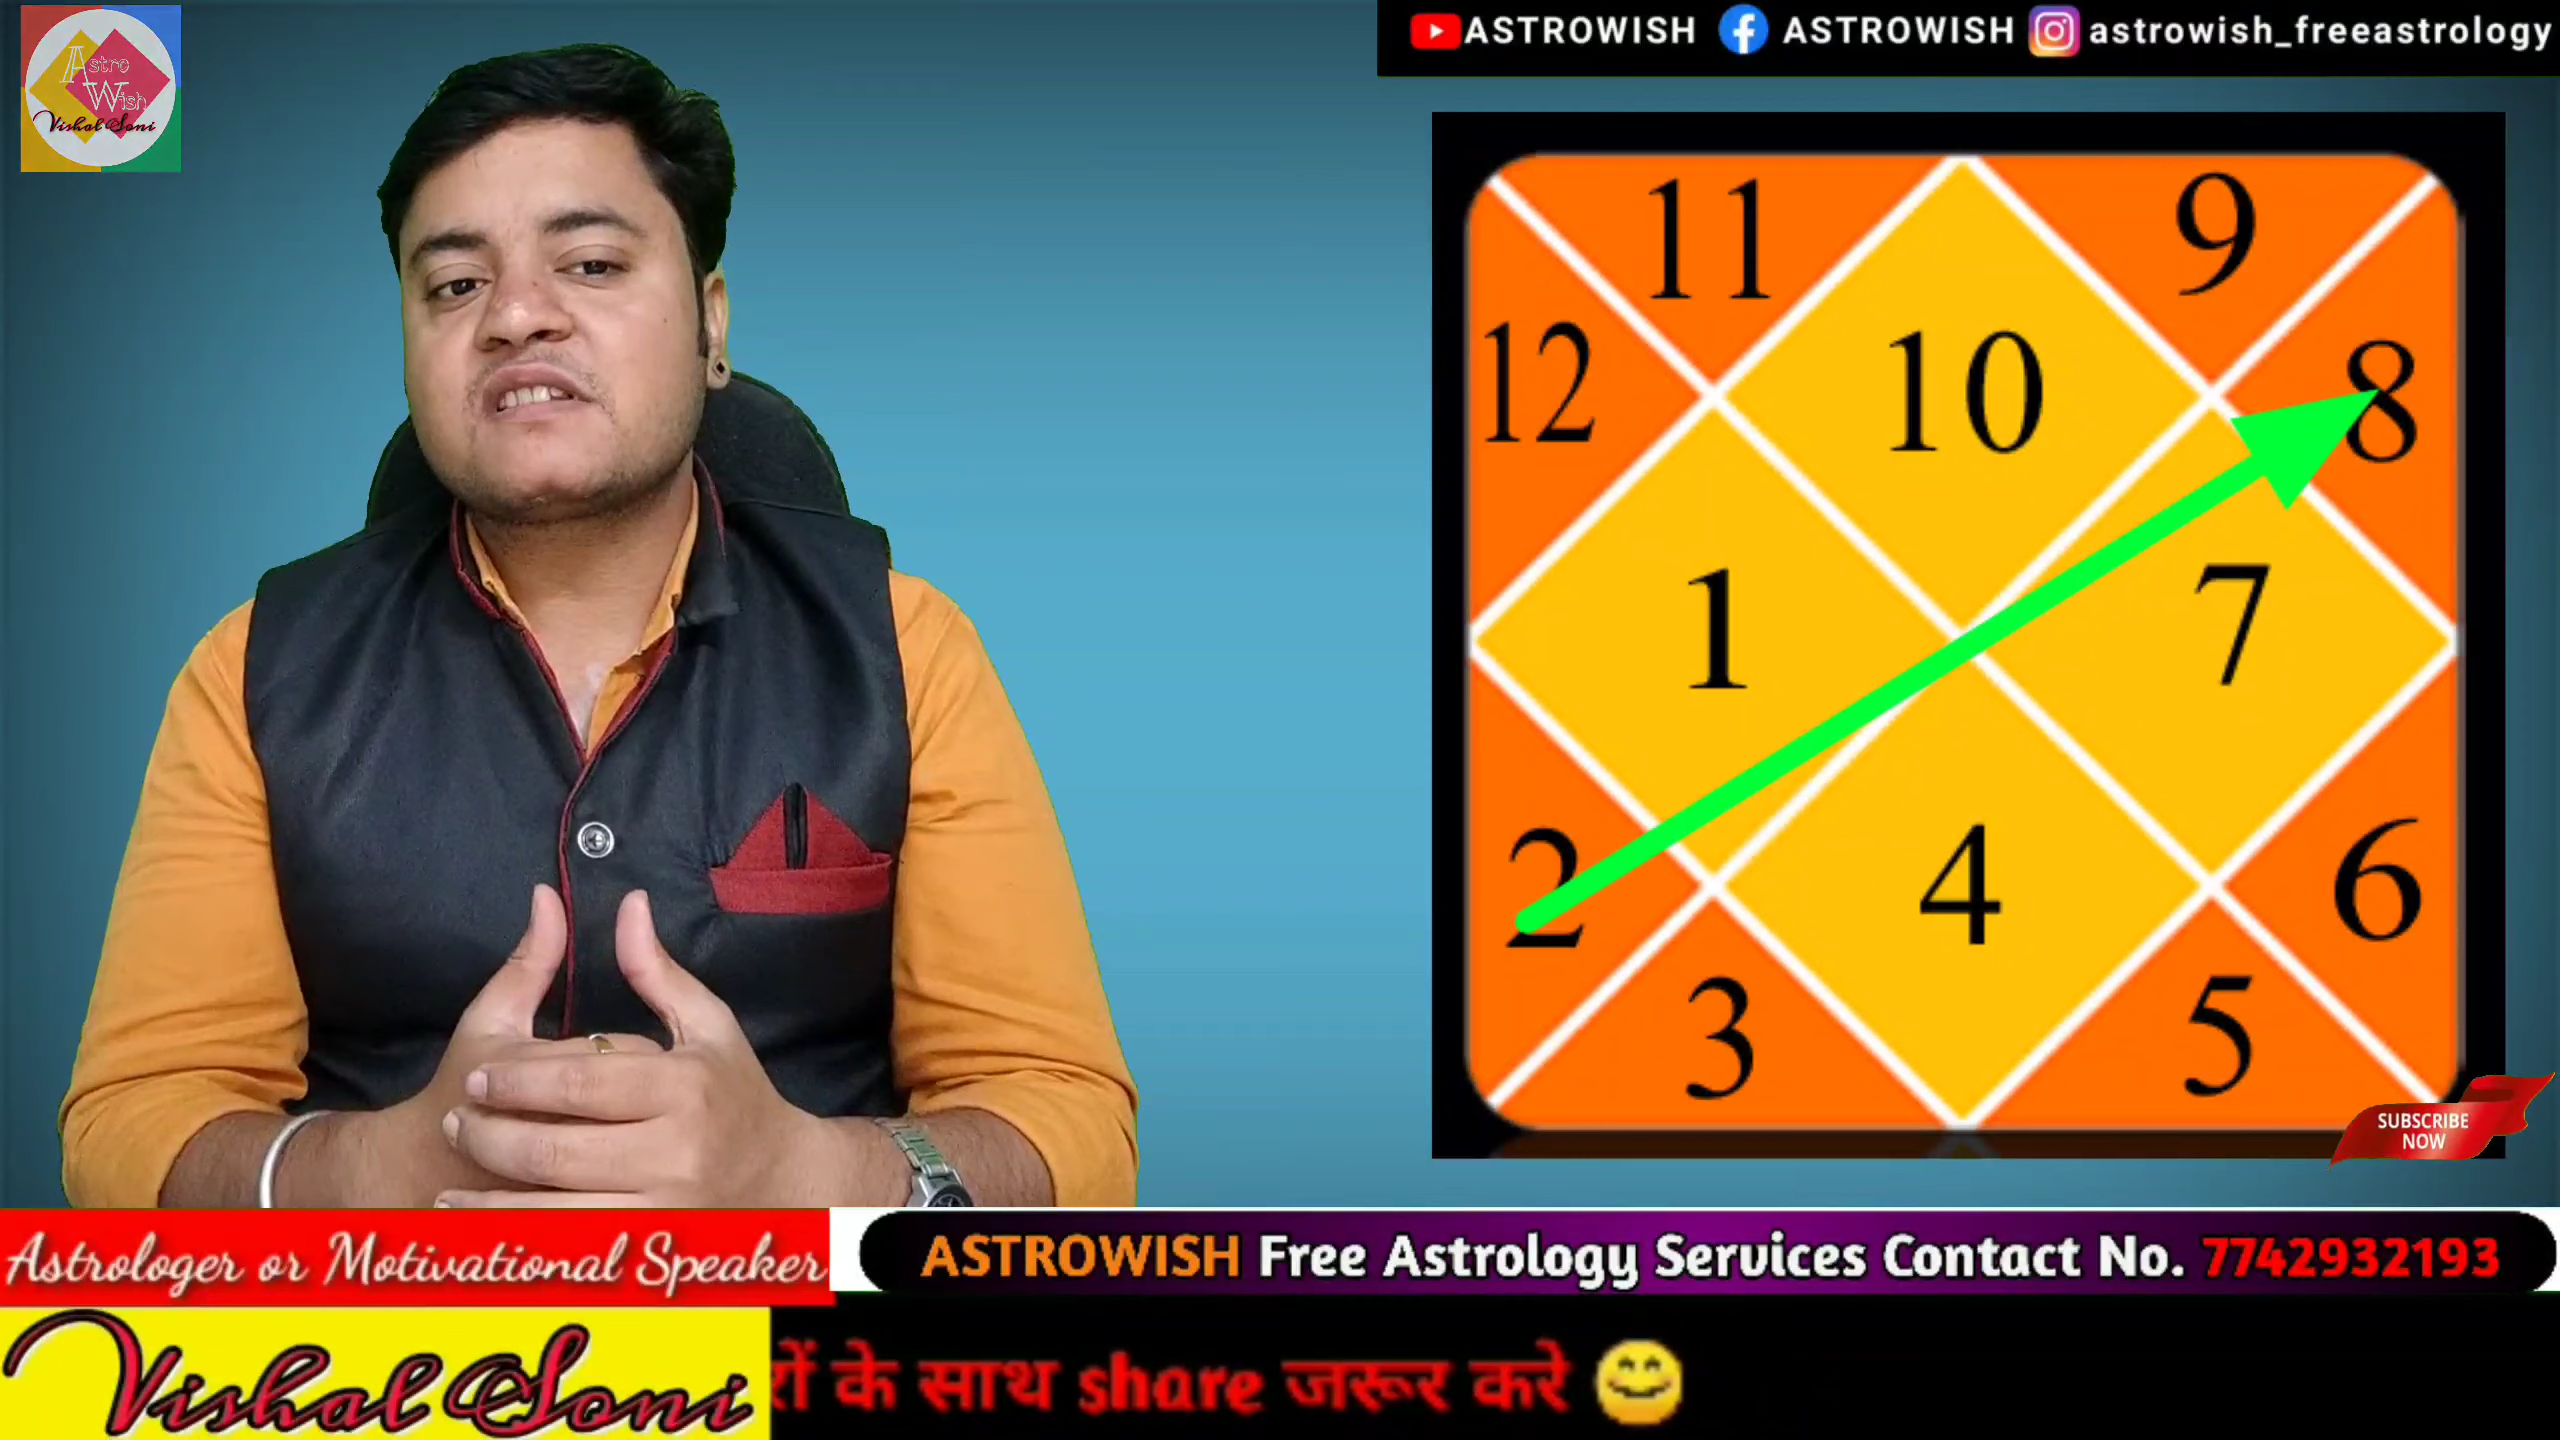 Astro
Wish
Vishal Soni
ASTROWISH ASTROWISH astrowish_freeastrology
11
9
12
10
8
1
7
2
4
6
3
5
SUBSCRIBE
NOW
Astrologer or Motivational Speaker
ASTROWISH Free Astrology Services Contact No. 7742932193
Vishal Soni
के साथ share जरूर करे 😊